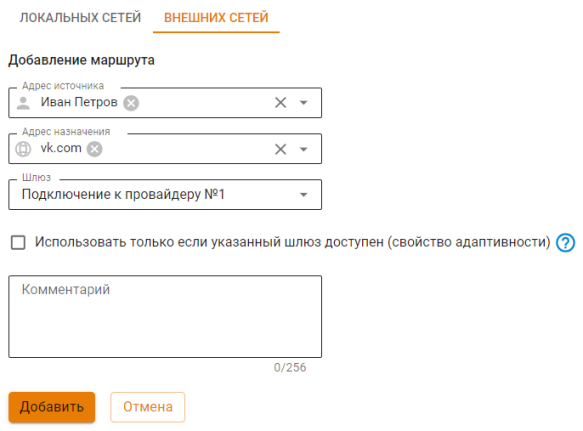 ЛОКАЛЬНЫХ СЕТЕЙ ВНЕШНИХ СЕТЕЙ
Добавление маршрута
Адрес источника
Иван Петров
Адрес назначения
vk.com
Шлюз
Подключение к провайдеру №1
Использовать только если указанный шлюз доступен (свойство адаптивности) ?
Комментарий
0/256
Добавить Отмена